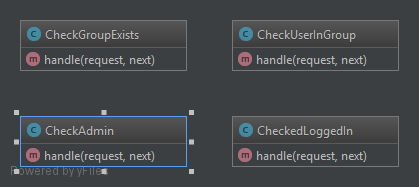 C CheckGroupExists
m handle(request, next)
C CheckUserInGroup
m handle(request, next)
C CheckAdmin
m handle(request, next)
C CheckedLoggedIn
m handle(request, next)
Powered by yFiles